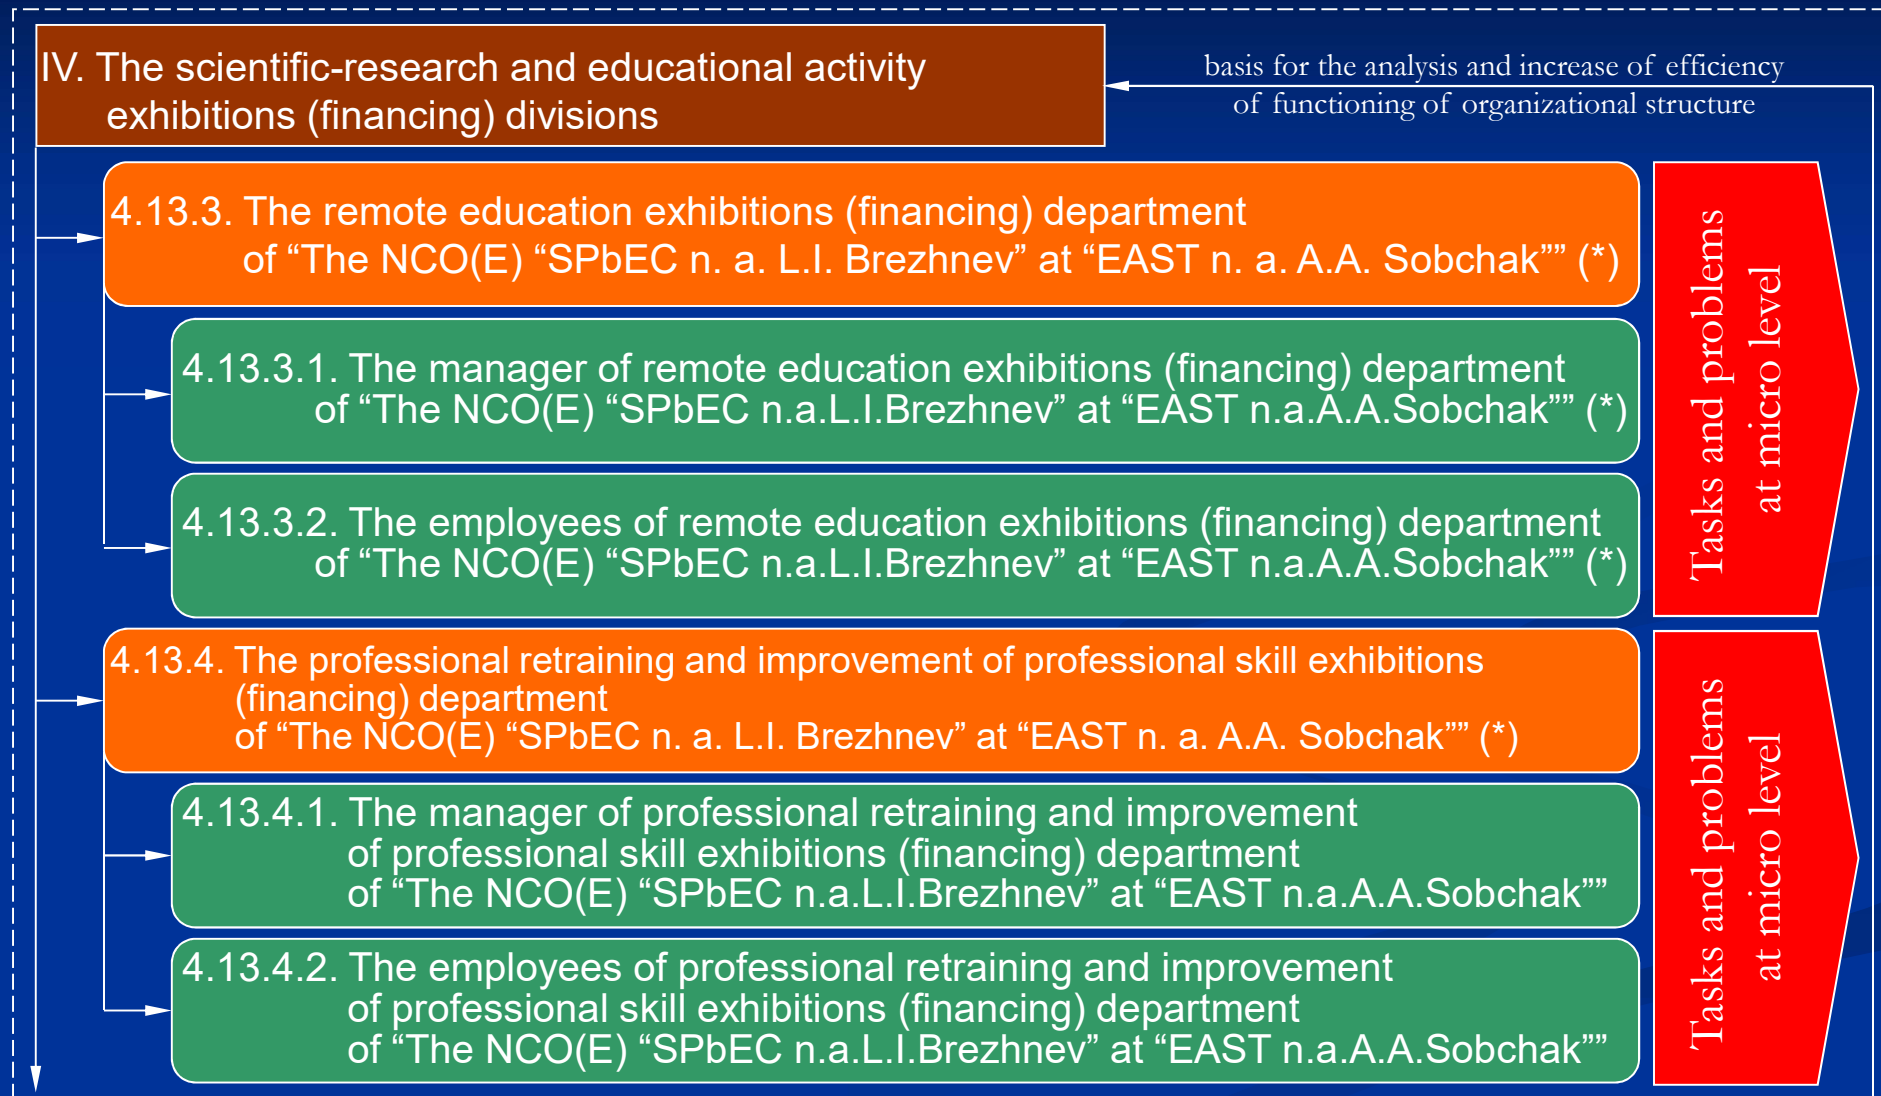 IV. The scientific-research and educational activity
exhibitions (financing) divisions
basis for the analysis and increase of efficiency
of functioning of organizational structure
4.13.3. The remote education exhibitions (financing) department
of “The NCO(E) “SPbEC n. a. L.I. Brezhnev” at “EAST n. a. A.A. Sobchak”” (*)
4.13.3.1. The manager of remote education exhibitions (financing) department
of “The NCO(E) “SPbEC n.a.L.I.Brezhnev” at “EAST n.a.A.A.Sobchak”” (*)
4.13.3.2. The employees of remote education exhibitions (financing) department
of “The NCO(E) “SPbEC n.a.L.I.Brezhnev” at “EAST n.a.A.A.Sobchak”” (*)
Tasks and problems
at micro level
4.13.4. The professional retraining and improvement of professional skill exhibitions
(financing) department
of “The NCO(E) “SPbEC n. a. L.I. Brezhnev” at “EAST n. a. A.A. Sobchak”” (*)
4.13.4.1. The manager of professional retraining and improvement
of professional skill exhibitions (financing) department
of “The NCO(E) “SPbEC n.a.L.I.Brezhnev” at “EAST n.a.A.A.Sobchak””
4.13.4.2. The employees of professional retraining and improvement
of professional skill exhibitions (financing) department
of “The NCO(E) “SPbEC n.a.L.I.Brezhnev” at “EAST n.a.A.A.Sobchak””
Tasks and problems
at micro level